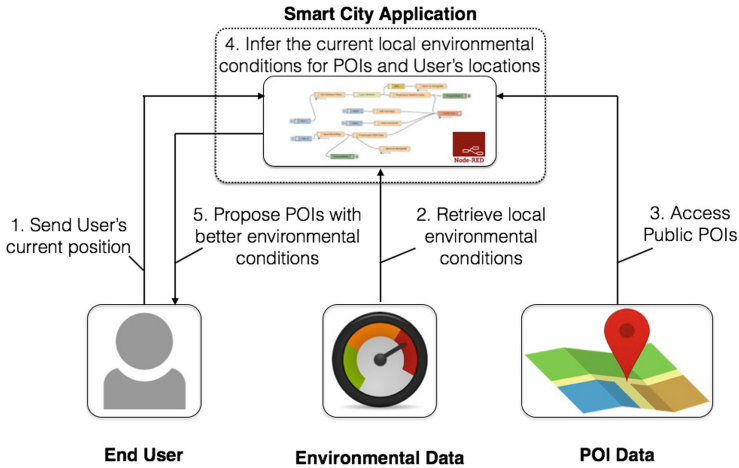 Smart City Application
4. Infer the current local environmental
conditions for POIs and User's locations
Node-RED
1. Send User's
current position
5. Propose POIs with
better environmental
conditions
2. Retrieve local
environmental
conditions
3. Access
Public POIs
End User
Environmental Data
POI Data